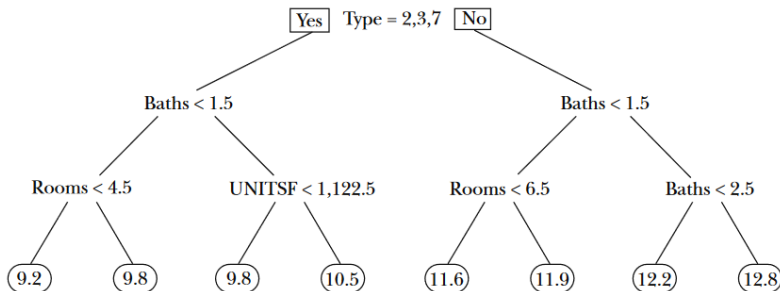 Yes Type = 2,3,7 No
Baths < 1.5 Baths < 1.5
Rooms < 4.5 UNITSF < 1,122.5 Rooms < 6.5 Baths < 2.5
9.2 9.8 9.8 10.5 11.6 11.9 12.2 12.8